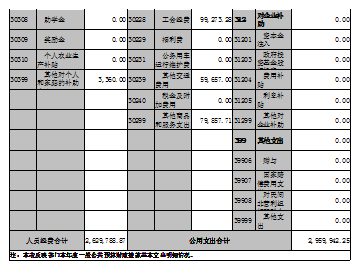 30308 助学金 0.00 30228 工会经费 99,273.28 312 对企业补助 0.00
30309 奖励金 0.00 30229 福利费 0.00 31201 资本金注入 0.00
30310 个人农业生产补贴 0.00 30231 公务用车运行维护费 0.00 31203 政府投资基金股权投资 0.00
30399 其他对个人和家庭的补助 3,360.00 30239 其他交通费用 59,657.00 31204 费用补贴 0.00
30240 税金及附加费用 0.00 31205 利息补贴 0.00
30299 其他商品和服务支出 79,857.71 31299 其他对企业补助 0.00
399 其他支出 0.00
39906 赠与 0.00
39907 国家赔偿费用支出 0.00
39908 对民间非营利组织 0.00
39999 其他支出 0.00
人员经费合计 2,629,788.87 公用支出合计 2,959,942.25
注：本表反映部门本年度一般公共预算财政拨款基本支出明细情况。